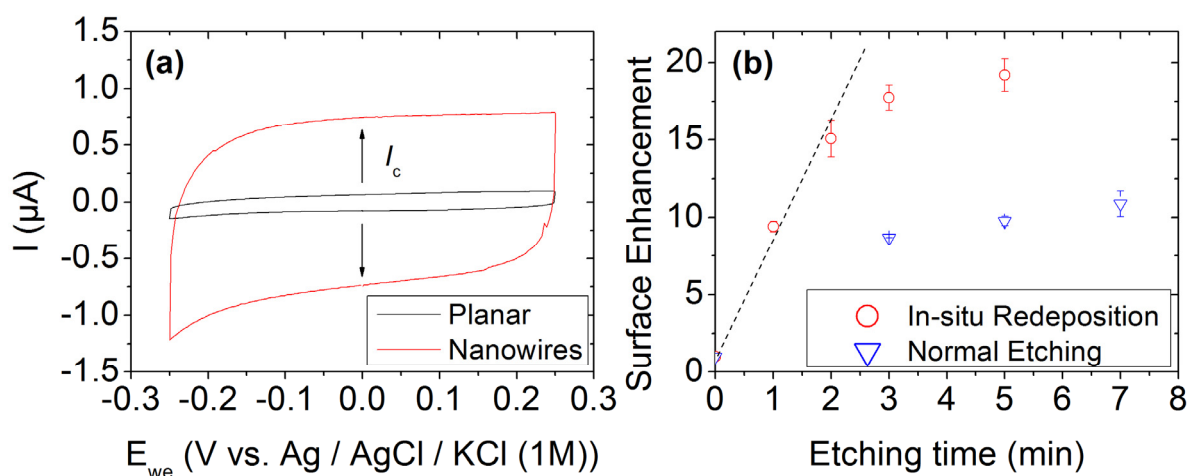 (a)
1.5
1.0
0.5
0.0
-0.5
-1.0
-1.5
I (µA)
Ic
Planar
Nanowires
-0.3 -0.2 -0.1 0.0 0.1 0.2 0.3
Ewe (V vs. Ag / AgCl / KCl (1M))
(b)
20
15
10
5
0
Surface Enhancement
In-situ Redeposition
Normal Etching
0 1 2 3 4 5 6 7 8
Etching time (min)